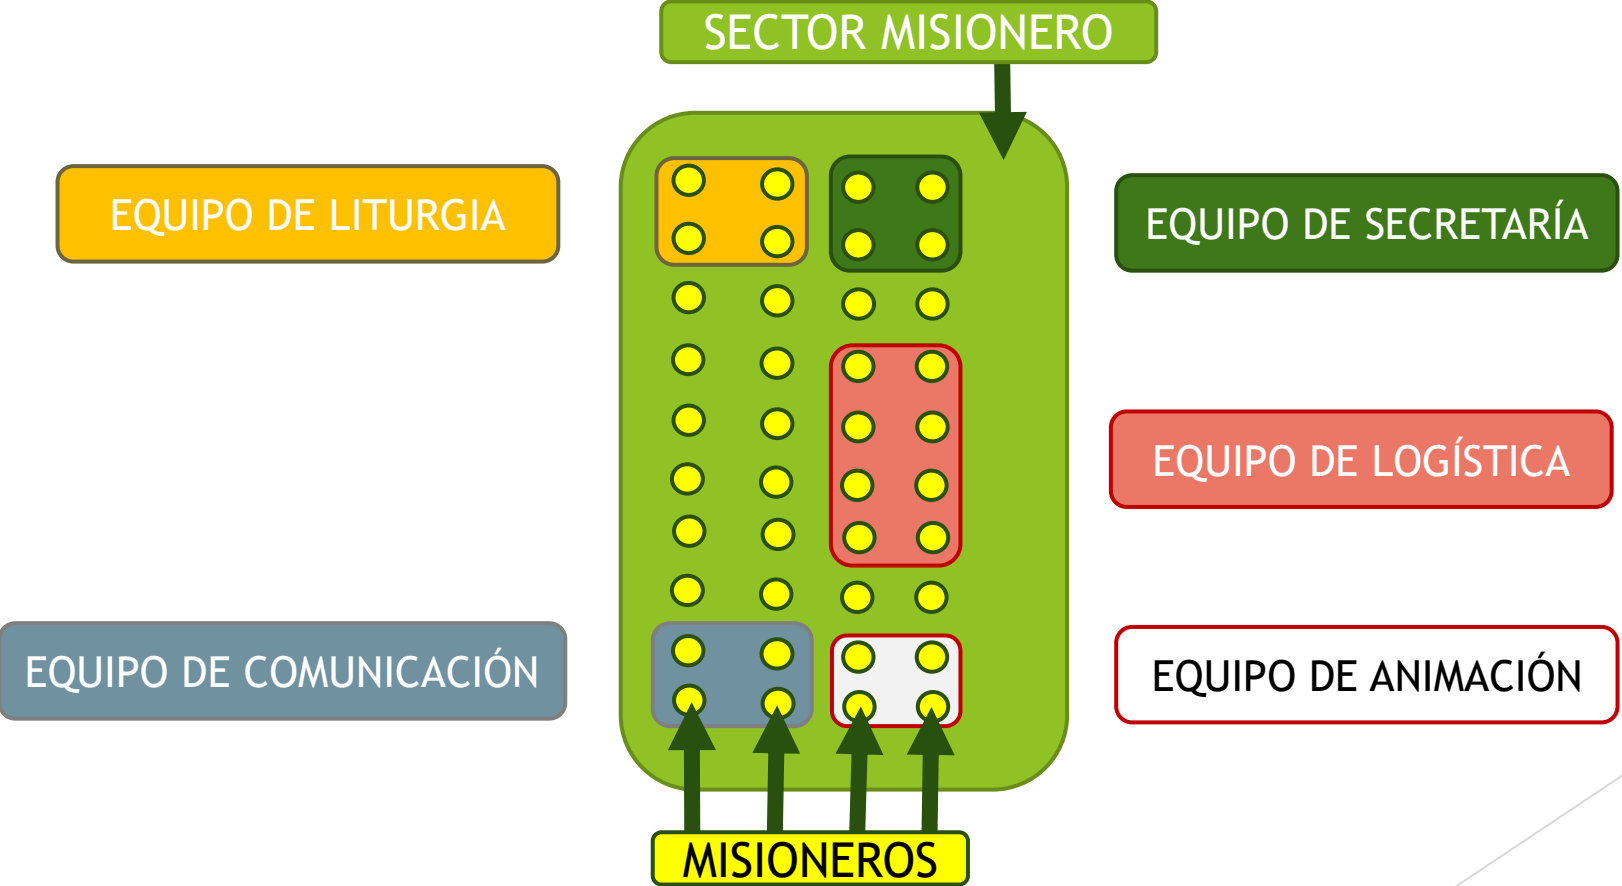 SECTOR MISIONERO
EQUIPO DE LITURGIA
EQUIPO DE SECRETARÍA
EQUIPO DE LOGÍSTICA
EQUIPO DE COMUNICACIÓN
EQUIPO DE ANIMACIÓN
MISIONEROS